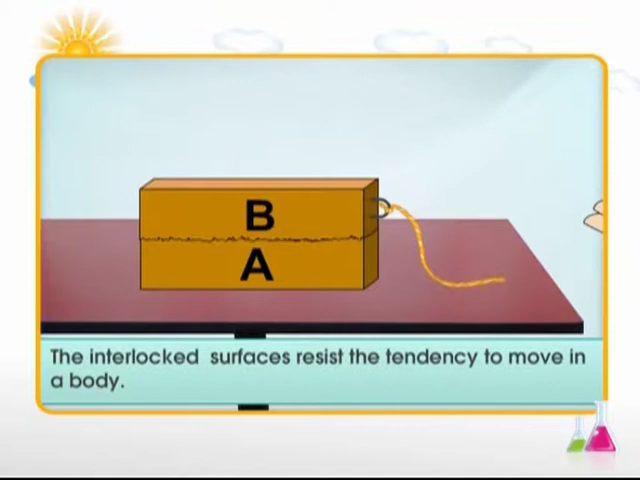 B
A
The interlocked surfaces resist the tendency to move in
a body.